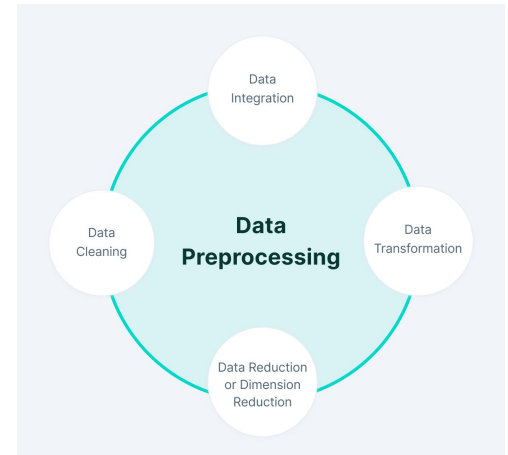 Data
Integration
Data
Cleaning
Data
Preprocessing
Data
Transformation
Data Reduction
or Dimension
Reduction